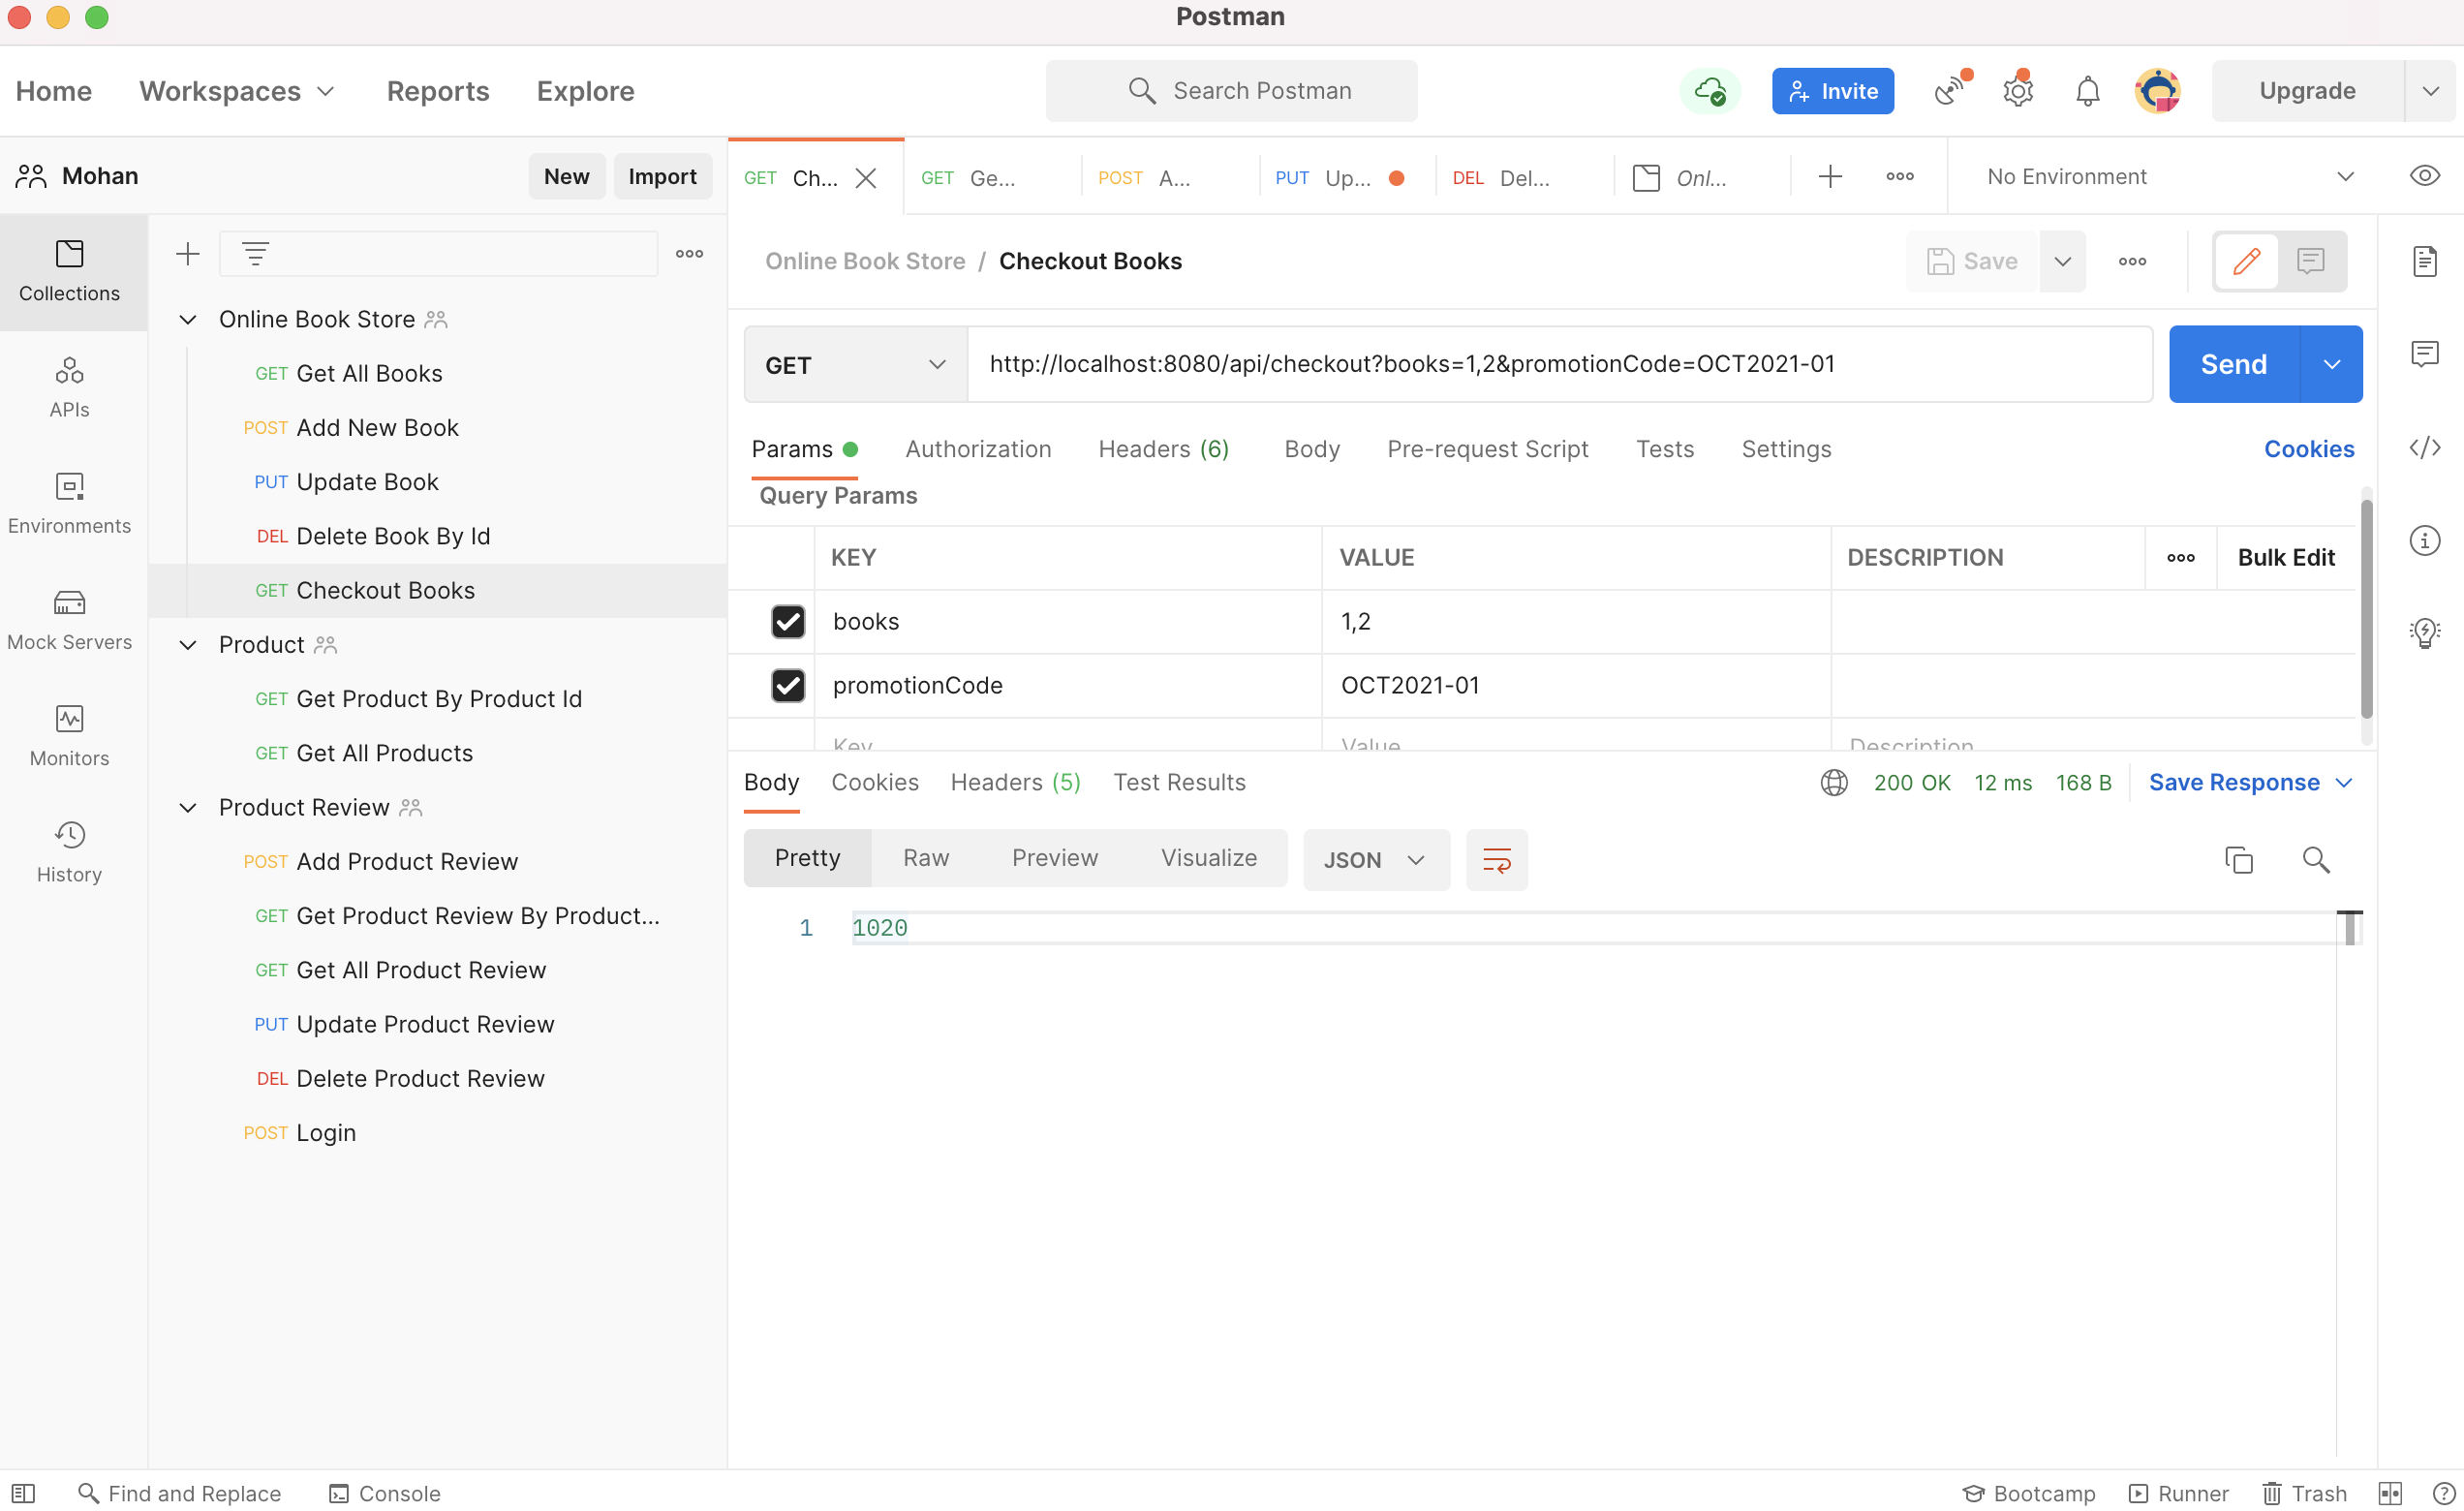 Postman
Home Workspaces Reports Explore Search Postman Invite Upgrade
Mohan New Import
GET Ch... GET Ge... POST A... PUT Up... DEL Del... Onl... No Environment
Collections
APIs
Environments
Mock Servers
Monitors
History
Online Book Store
GET Get All Books
POST Add New Book
PUT Update Book
DEL Delete Book By Id
GET Checkout Books
Product
GET Get Product By Product Id
GET Get All Products
Product Review
POST Add Product Review
GET Get Product Review By Product...
GET Get All Product Review
PUT Update Product Review
DEL Delete Product Review
POST Login
Online Book Store / Checkout Books Save
GET http://localhost:8080/api/checkout?books=1,2&promotionCode=OCT2021-01 Send
Params Authorization Headers (6) Body Pre-request Script Tests Settings Cookies
Query Params
KEY VALUE DESCRIPTION Bulk Edit
books 1,2
promotionCode OCT2021-01
Key Value Description
Body Cookies Headers (5) Test Results 200 OK 12 ms 168 B Save Response
Pretty Raw Preview Visualize JSON
1 1020
Find and Replace Console Bootcamp Runner Trash